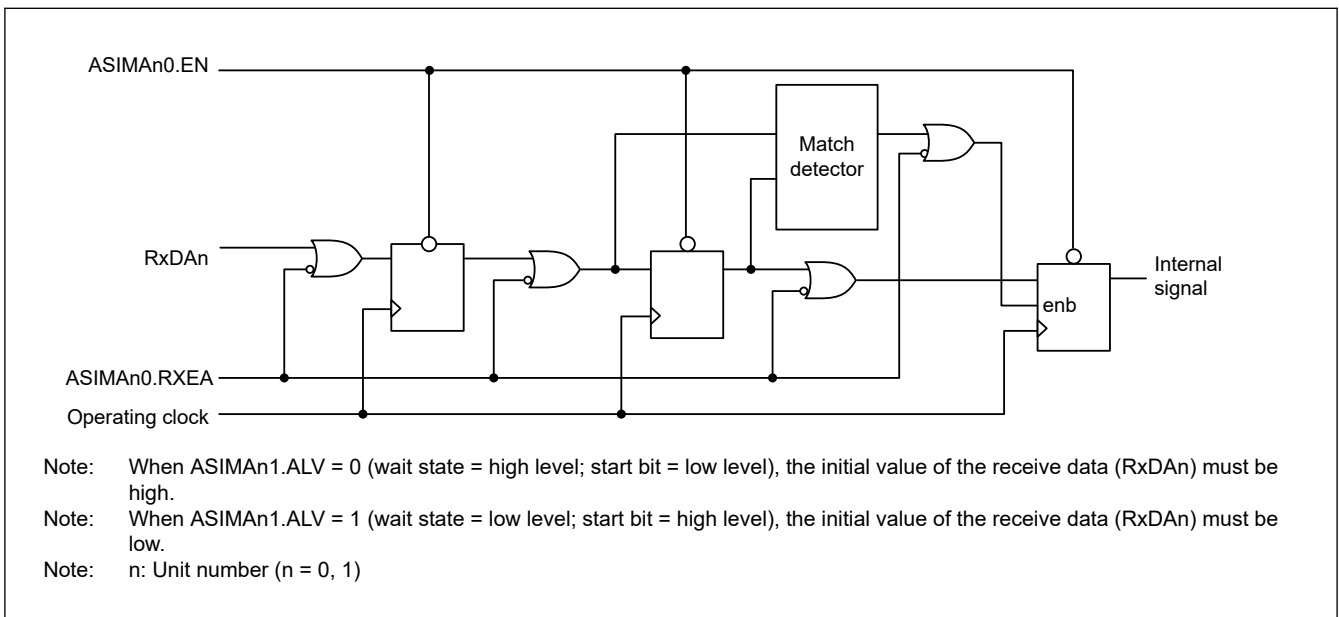 ASIMAn0.EN
Match
detector
RxDAn
Internal
signal
enb
ASIMAn0.RXEA
Operating clock
Note: When ASIMAn1.ALV = 0 (wait state = high level; start bit = low level), the initial value of the receive data (RxDAn) must be
high.
Note: When ASIMAn1.ALV = 1 (wait state = low level; start bit = high level), the initial value of the receive data (RxDAn) must be
low.
Note: n: Unit number (n = 0, 1)